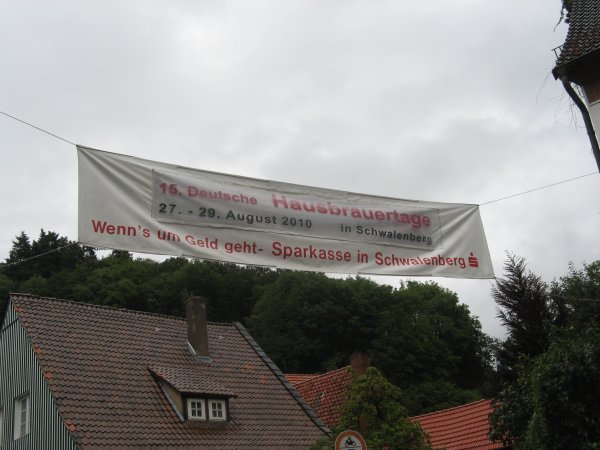 15. Deutsche Hausbrauertage
27. - 29. August 2010 in Schwalenberg
Wenn's um Geld geht- Sparkasse in Schwalenberg